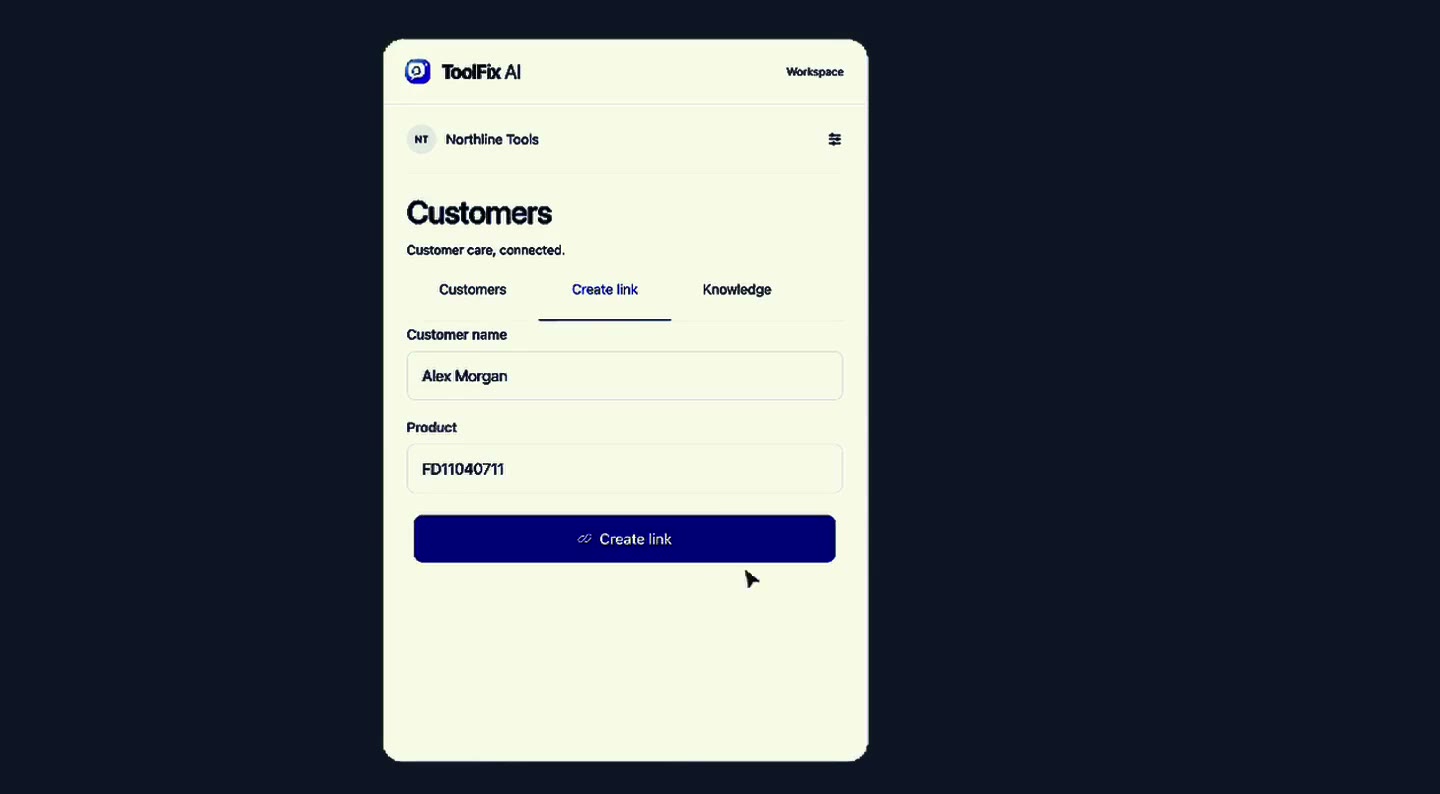 ToolFix AI
Workspace
NT Northline Tools
Customers
Customer care, connected.
Customers Create link Knowledge
Customer name
Alex Morgan
Product
FD11040711
Create link